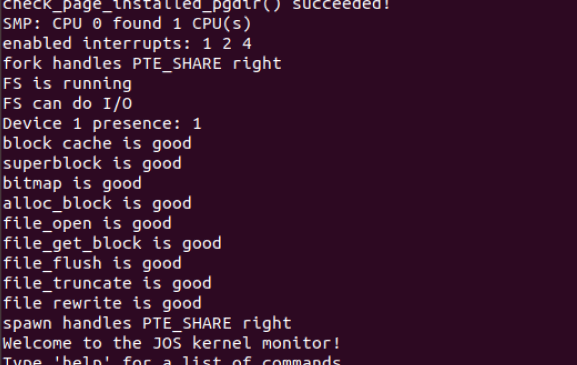 check_page_installed_pgdir() succeeded!
SMP: CPU 0 found 1 CPU(s)
enabled interrupts: 1 2 4
fork handles PTE_SHARE right
FS is running
FS can do I/O
Device 1 presence: 1
block cache is good
superblock is good
bitmap is good
alloc_block is good
file_open is good
file_get_block is good
file_flush is good
file_truncate is good
file rewrite is good
spawn handles PTE_SHARE right
Welcome to the JOS kernel monitor!
Type 'help' for a list of commands